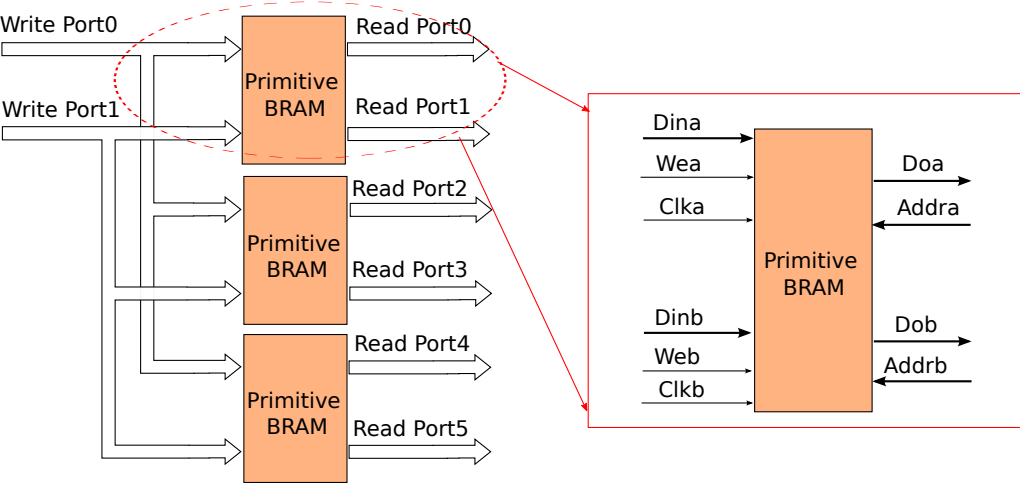 Write Port0
Read Port0
Primitive
BRAM
Write Port1
Read Port1
Read Port2
Primitive
BRAM
Read Port3
Read Port4
Primitive
BRAM
Read Port5
Dina
Wea
Clka
Doa
Addra
Primitive
BRAM
Dinb
Web
Clkb
Dob
Addrb